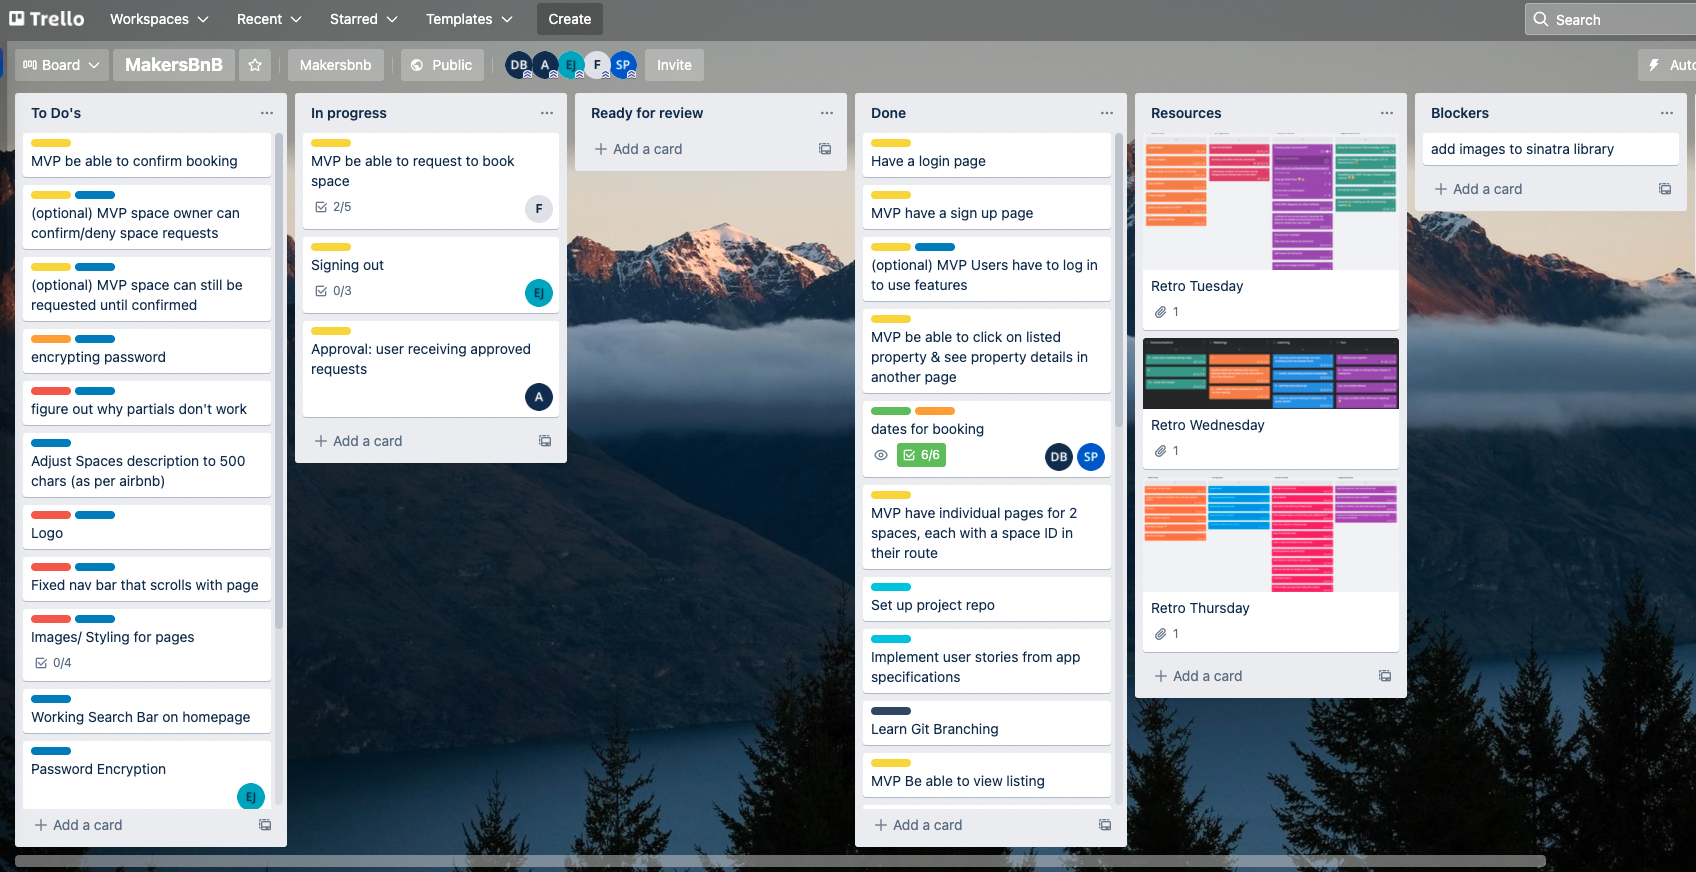 Trello
Workspaces
Recent
Starred
Templates
Create
Search
Board
MakersBnB
Makersbnb
Public
DB
A
EJ
F
SP
Invite
To Do's
MVP be able to confirm booking
(optional) MVP space owner can
confirm/deny space requests
(optional) MVP space can still be
requested until confirmed
encrypting password
figure out why partials don't work
Adjust Spaces description to 500
chars (as per airbnb)
Logo
Fixed nav bar that scrolls with page
Images/ Styling for pages
0/4
Working Search Bar on homepage
Password Encryption
EJ
+ Add a card
In progress
MVP be able to request to book
space
2/5
F
Signing out
0/3
EJ
Approval: user receiving approved
requests
A
+ Add a card
Ready for review
+ Add a card
Done
Have a login page
MVP have a sign up page
(optional) MVP Users have to log in
to use features
MVP be able to click on listed
property & see property details in
another page
dates for booking
6/6
DB
SP
MVP have individual pages for 2
spaces, each with a space ID in
their route
Set up project repo
Implement user stories from app
specifications
Learn Git Branching
MVP Be able to view listing
+ Add a card
Resources
Retro Tuesday
1
Retro Wednesday
1
Retro Thursday
1
+ Add a card
Blockers
add images to sinatra library
+ Add a card